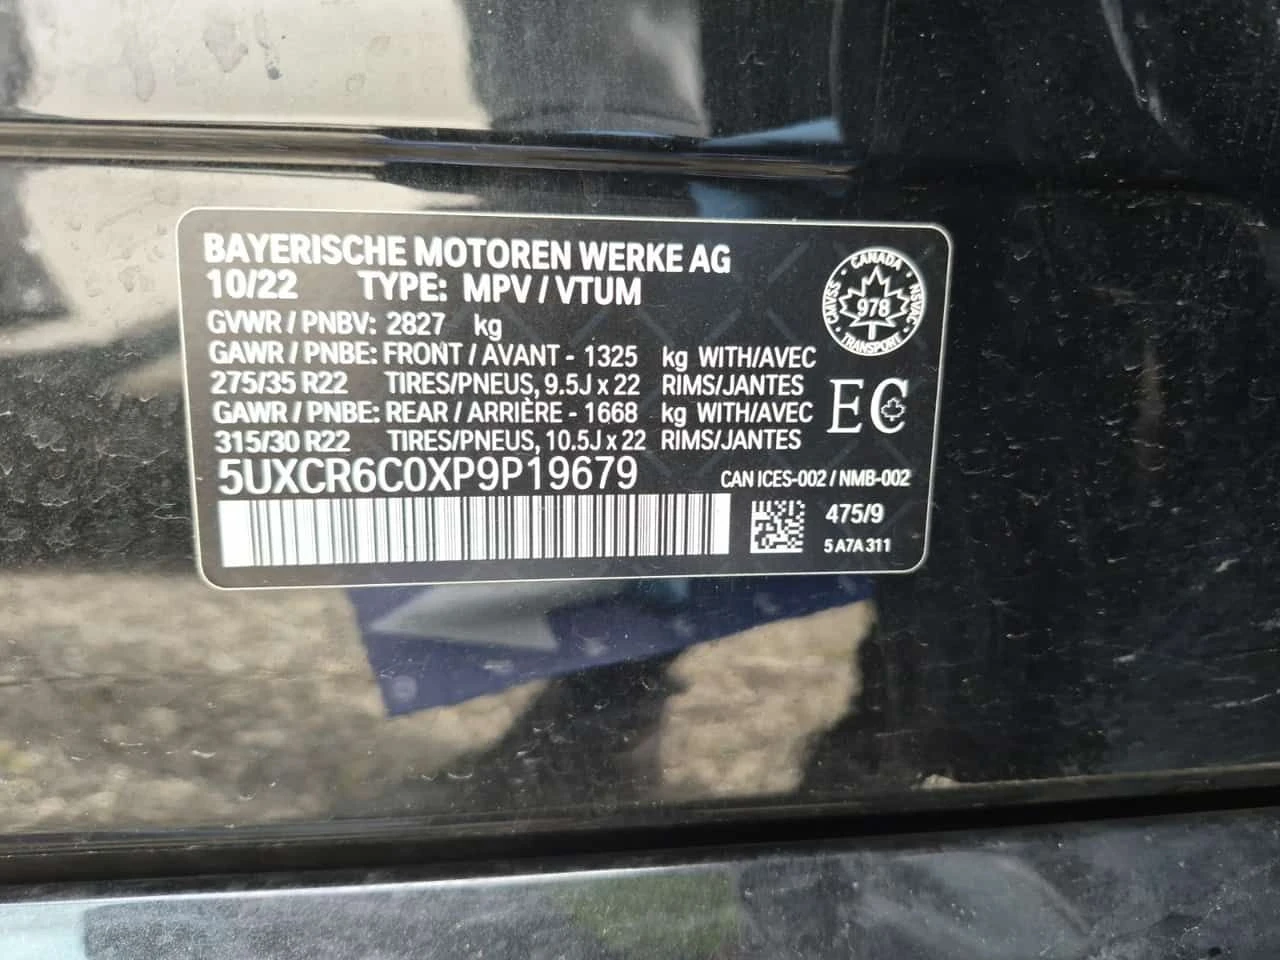 BAYERISCHE MOTOREN WERKE AG
10/22 TYPE: MPV / VTUM
GVWR / PNBV: 2827 kg
GAWR / PNBE: FRONT / AVANT - 1325 kg WITH/AVEC
275/35 R22 TIRES/PNEUS, 9.5J x 22 RIMS/JANTES
GAWR / PNBE: REAR / ARRIÈRE - 1668 kg WITH/AVEC
315/30 R22 TIRES/PNEUS, 10.5J x 22 RIMS/JANTES
5UXCR6C0XP9P19679
CANADA
CMVSS 978 NSVAC
TRANSPORT
EC
CAN ICES-002 / NMB-002
475/9
5 A7A 311